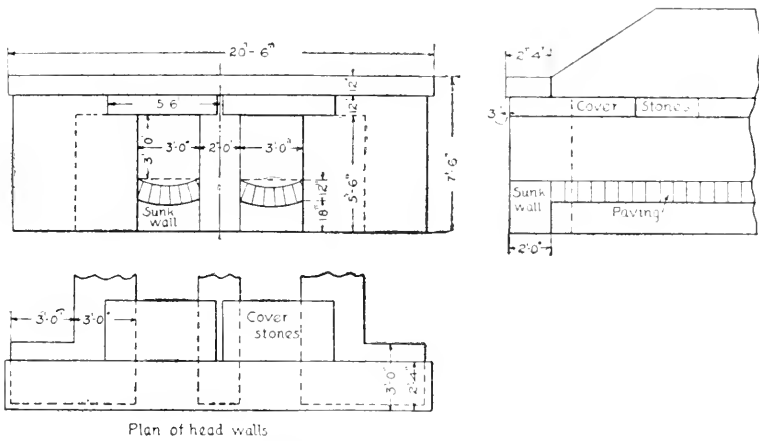 20'-6"
12"
5'6"
12"
3'-0"
3'-0"
2'-0"
3'-0"
5'-6"
18"
12"
7'-6"
Sunk
wall
2'-4"
3"
Cover Stones
Sunk
wall
Paving
2'-0"
3'-0"
3'-0"
Cover
stones
3'-0"
2'-4"
Plan of head walls